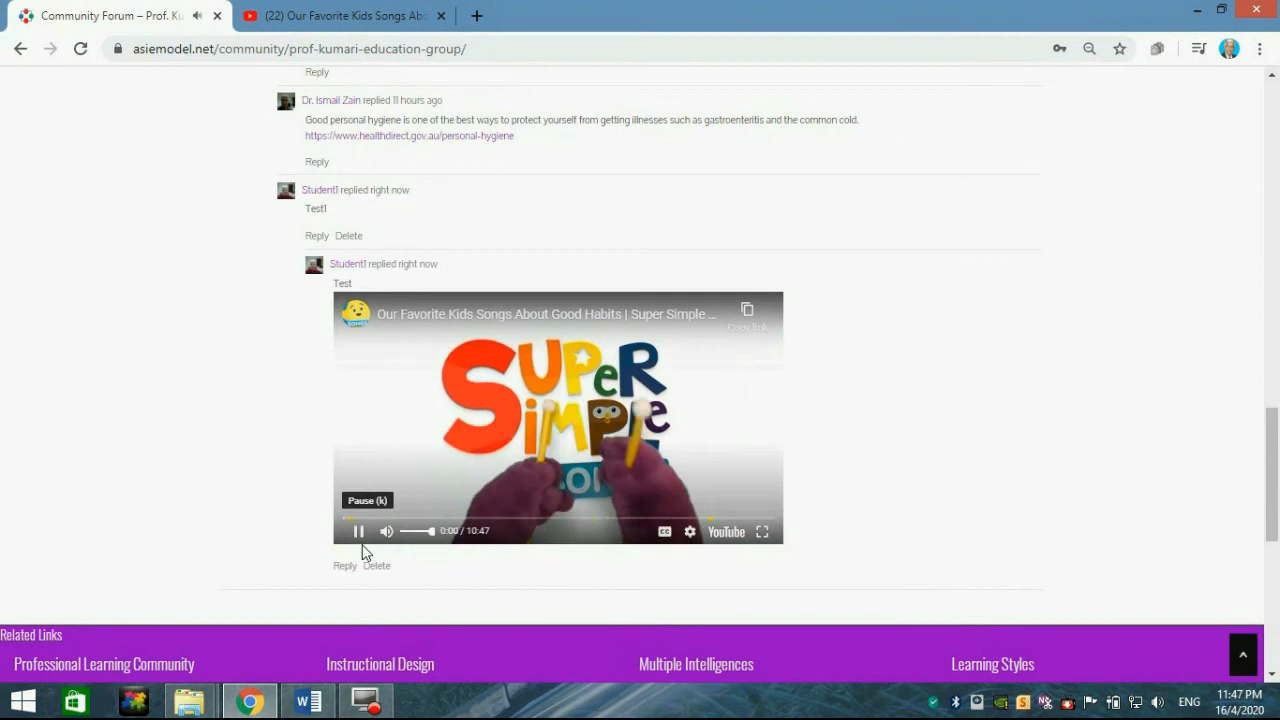 Community Forum – Prof. Ku
(22) Our Favorite Kids Songs Abo
asiemodel.net/community/prof-kumari-education-group/
Reply
Dr. Ismail Zain replied 11 hours ago
Good personal hygiene is one of the best ways to protect yourself from getting illnesses such as gastroenteritis and the common cold.
https://www.healthdirect.gov.au/personal-hygiene
Reply
Student1 replied right now
Test1
Reply Delete
Student1 replied right now
Test
SONGS
Our Favorite Kids Songs About Good Habits | Super Simple ...
Copy link
SUPER
SiMPLE
Pause (k)
0:00 / 10:47
CC
YouTube
Reply Delete
Related Links
Professional Learning Community
Instructional Design
Multiple Intelligences
Learning Styles
ENG
11:47 PM
16/4/2020